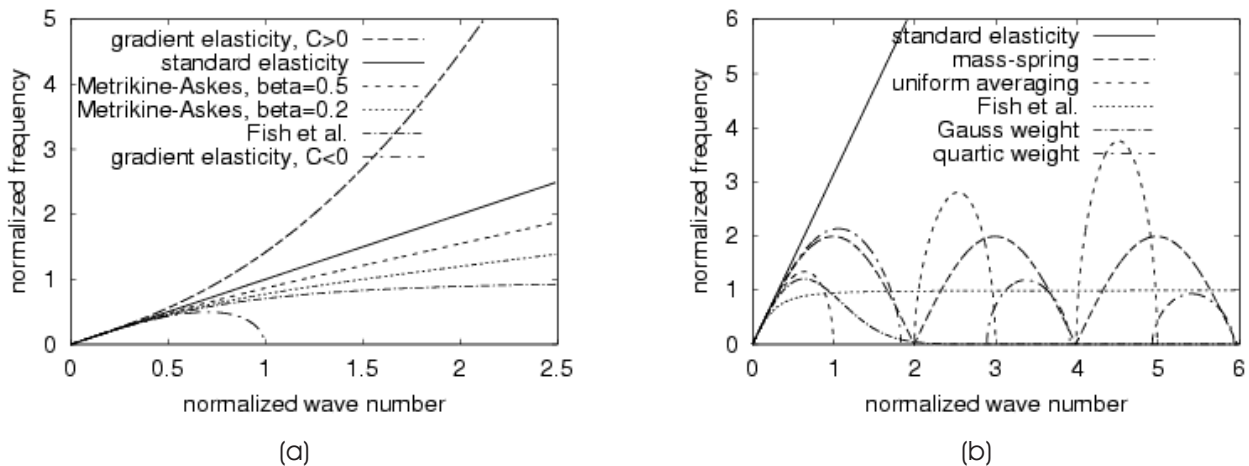 gradient elasticity, C>0
standard elasticity
Metrikine-Askes, beta=0.5
Metrikine-Askes, beta=0.2
Fish et al.
gradient elasticity, C<0
normalized frequency
5
4
3
2
1
0
0 0.5 1 1.5 2 2.5
normalized wave number
(a)
standard elasticity
mass-spring
uniform averaging
Fish et al.
Gauss weight
quartic weight
normalized frequency
6
5
4
3
2
1
0
0 1 2 3 4 5 6
normalized wave number
(b)